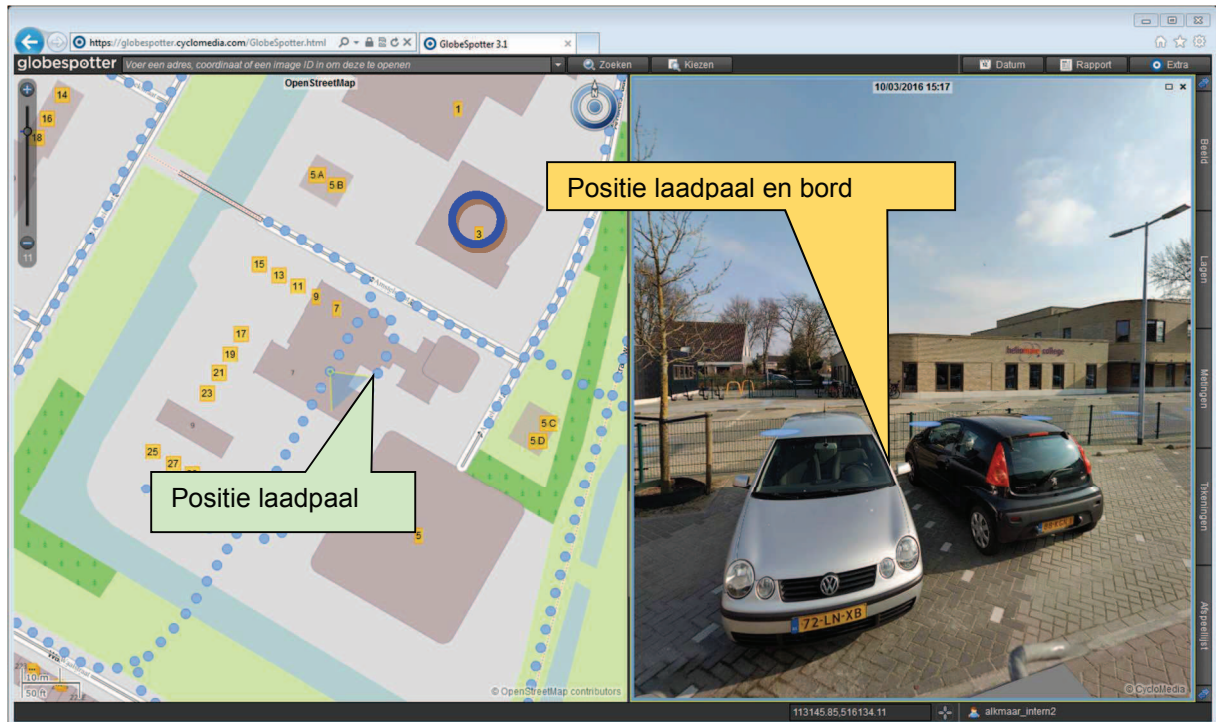 https://globespotter.cyclomedia.com/GlobeSpotter.html
GlobeSpotter 3.1
globespotter
Voer een adres, coordinaat of een image ID in om deze te openen
Zoeken
Kiezen
Datum
Rapport
Extra
OpenStreetMap
10/03/2016 15:17
14
16
18
1
5.A
5.B
3
15
13
11
9
7
17
19
21
23
7
9
25
27
5.C
5.D
5
11
N
Positie laadpaal en bord
Positie laadpaal
72-LN-XB
10 m
50 ft
© OpenStreetMap contributors
© CycloMedia
Beeld
Lagen
Metingen
Tekeningen
Afspeellijst
113145.85,516134.11
alkmaar_intern2